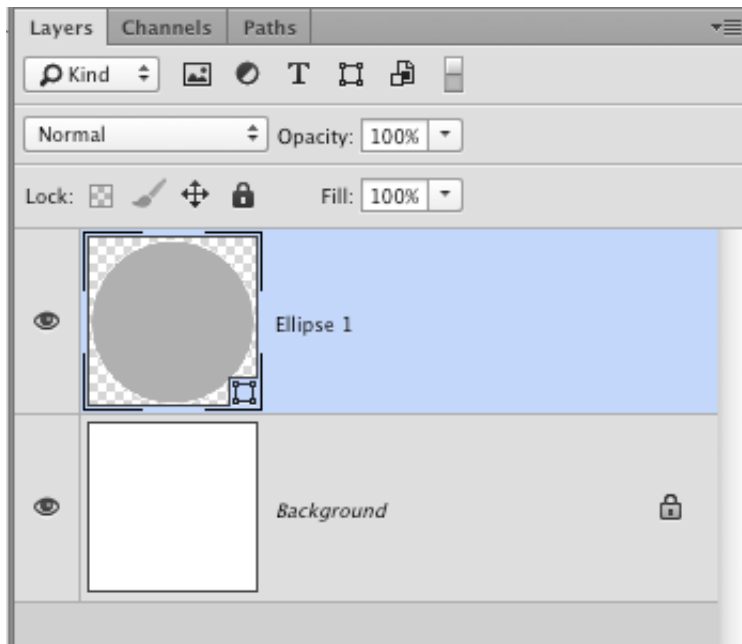 Layers Channels Paths
Kind T
Normal Opacity: 100%
Lock: Fill: 100%
Ellipse 1
Background